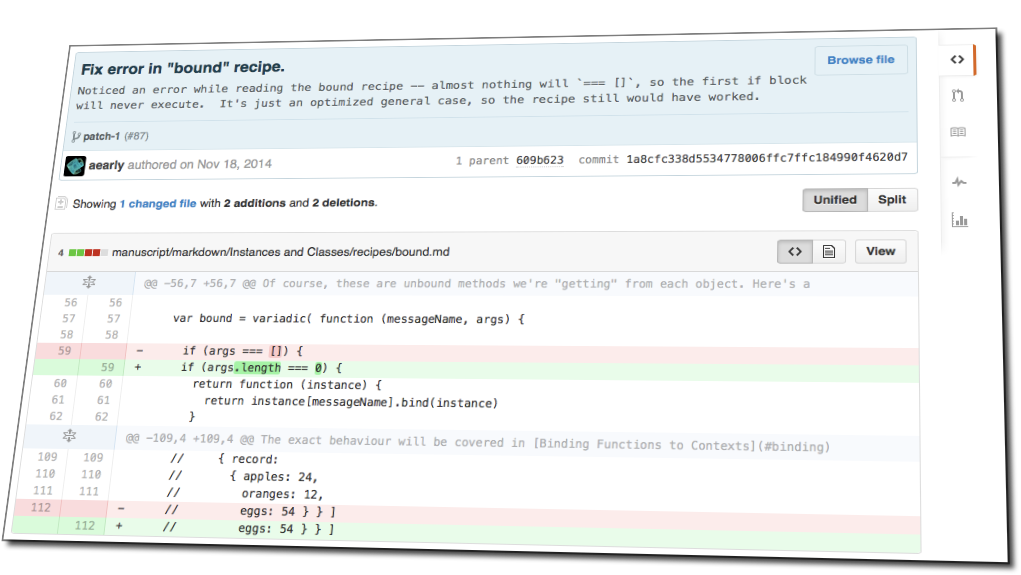 Fix error in "bound" recipe.
Browse file
Noticed an error while reading the bound recipe -- almost nothing will `=== []`, so the first if block
will never execute.  It's just an optimized general case, so the recipe still would have worked.
patch-1 (#87)
aearly authored on Nov 18, 2014
1 parent 609b623 commit 1a8cfc338d5534778006ffc7ffc184990f4620d7
Showing 1 changed file with 2 additions and 2 deletions.
Unified Split
4 manuscript/markdown/Instances and Classes/recipes/bound.md
<> View
@@ -56,7 +56,7 @@ Of course, these are unbound methods we're "getting" from each object. Here's a
56 56
57 57 var bound = variadic( function (messageName, args) {
58 58
59 - if (args === []) {
59 + if (args.length === 0) {
60 60 return function (instance) {
61 61 return instance[messageName].bind(instance)
62 62 }
@@ -109,4 +109,4 @@ The exact behaviour will be covered in [Binding Functions to Contexts](#binding)
109 109 // { record:
110 110 // { apples: 24,
111 111 // oranges: 12,
112 - // eggs: 54 } } ]
112 + // eggs: 54 } } ]